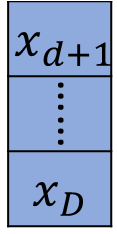 x_{d+1}
⋮
x_D